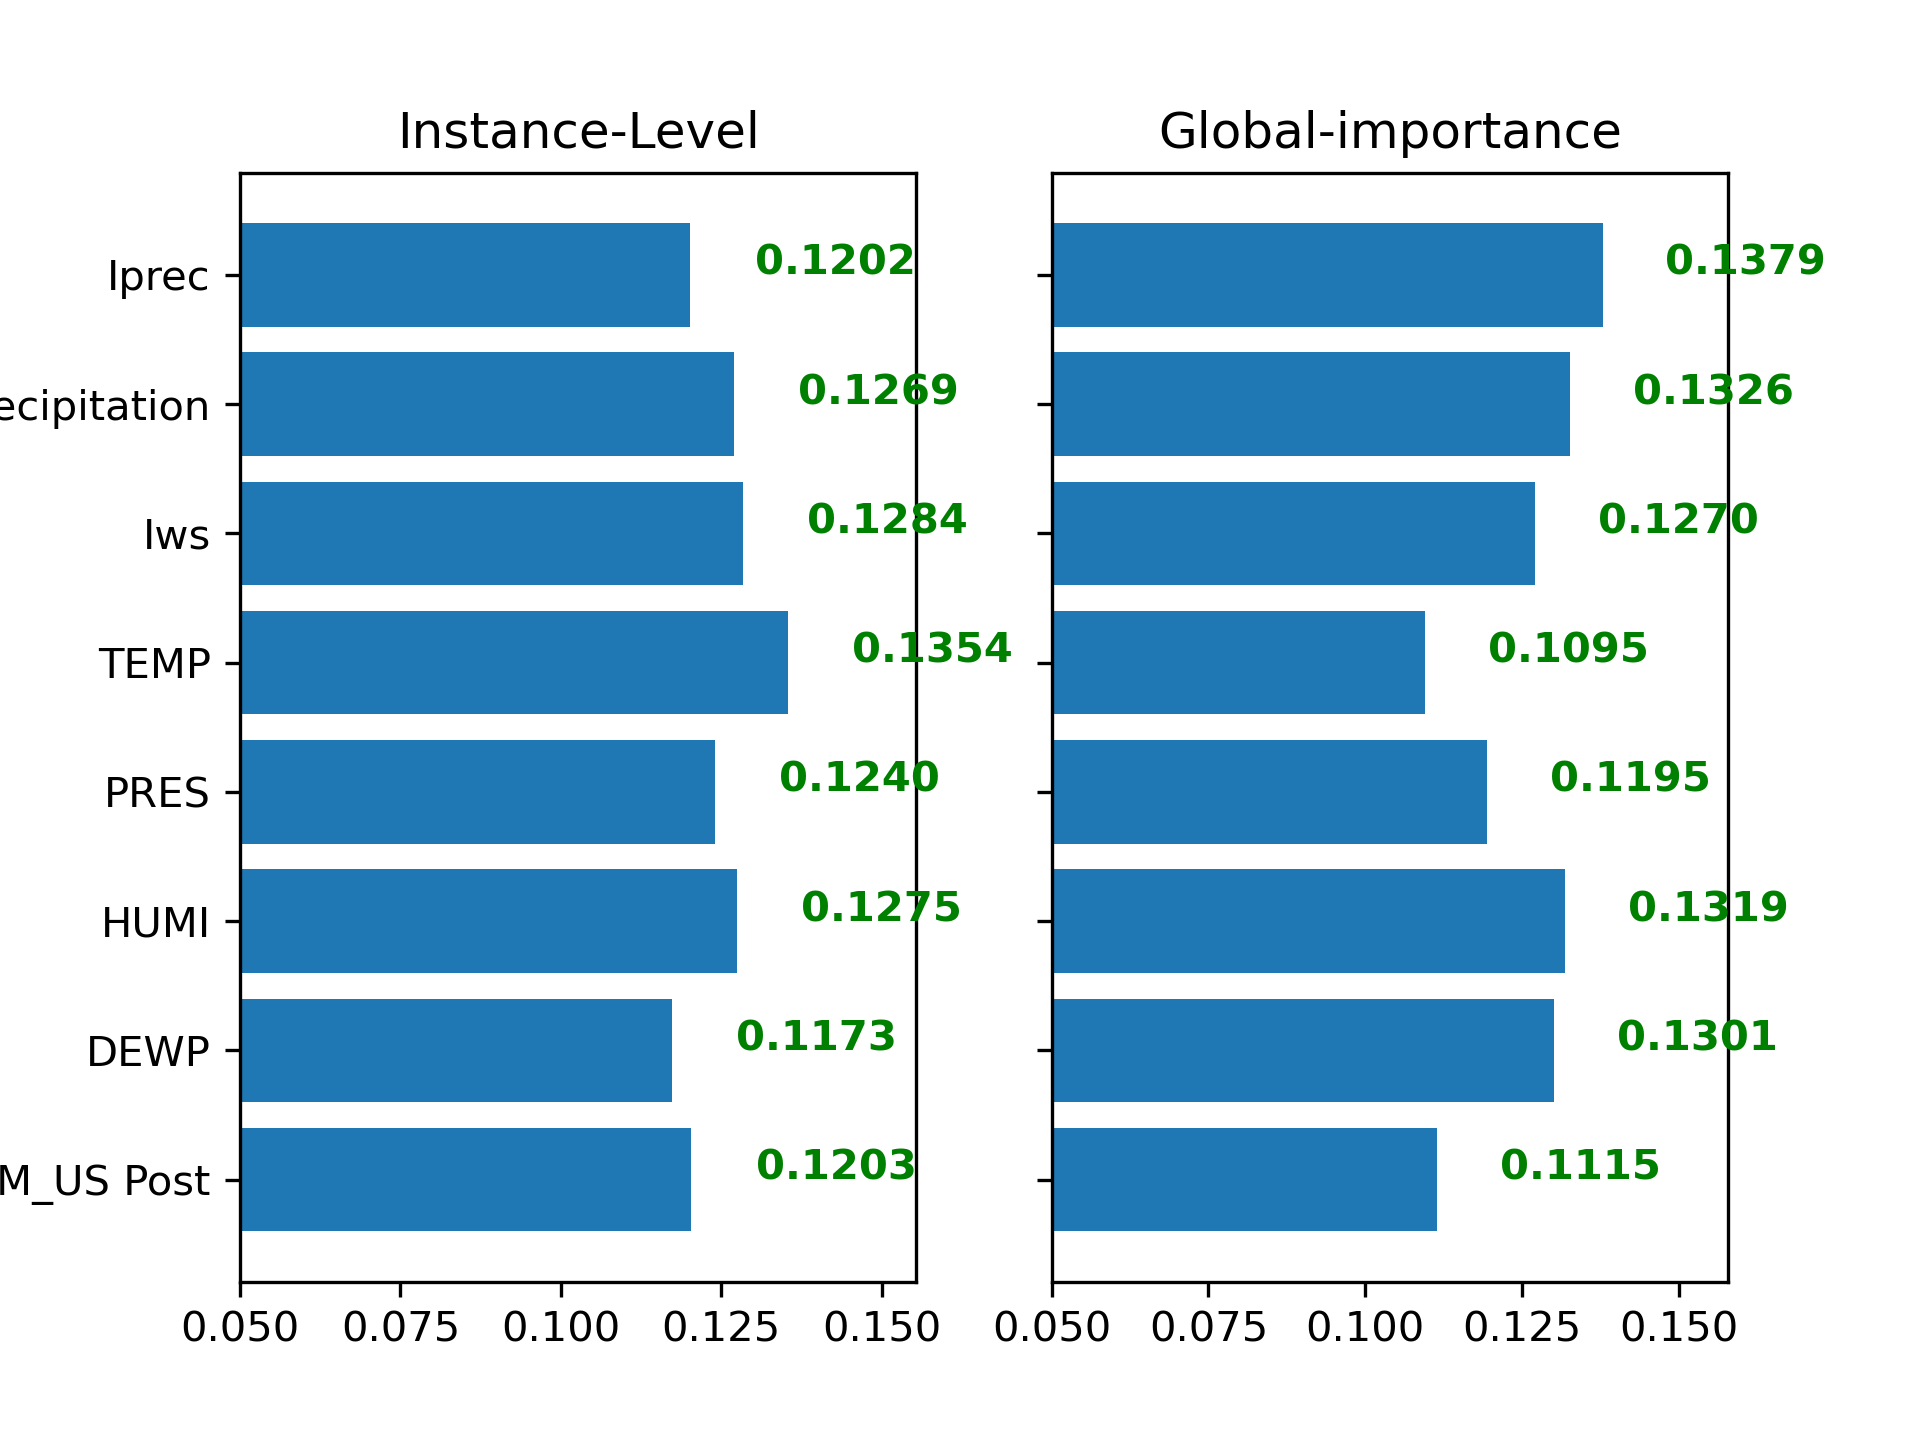 Instance-Level Global-importance
Iprec 0.1202 0.1379
ecipitation 0.1269 0.1326
Iws 0.1284 0.1270
TEMP 0.1354 0.1095
PRES 0.1240 0.1195
HUMI 0.1275 0.1319
DEWP 0.1173 0.1301
M_US Post 0.1203 0.1115
0.050 0.075 0.100 0.125 0.150 0.050 0.075 0.100 0.125 0.150